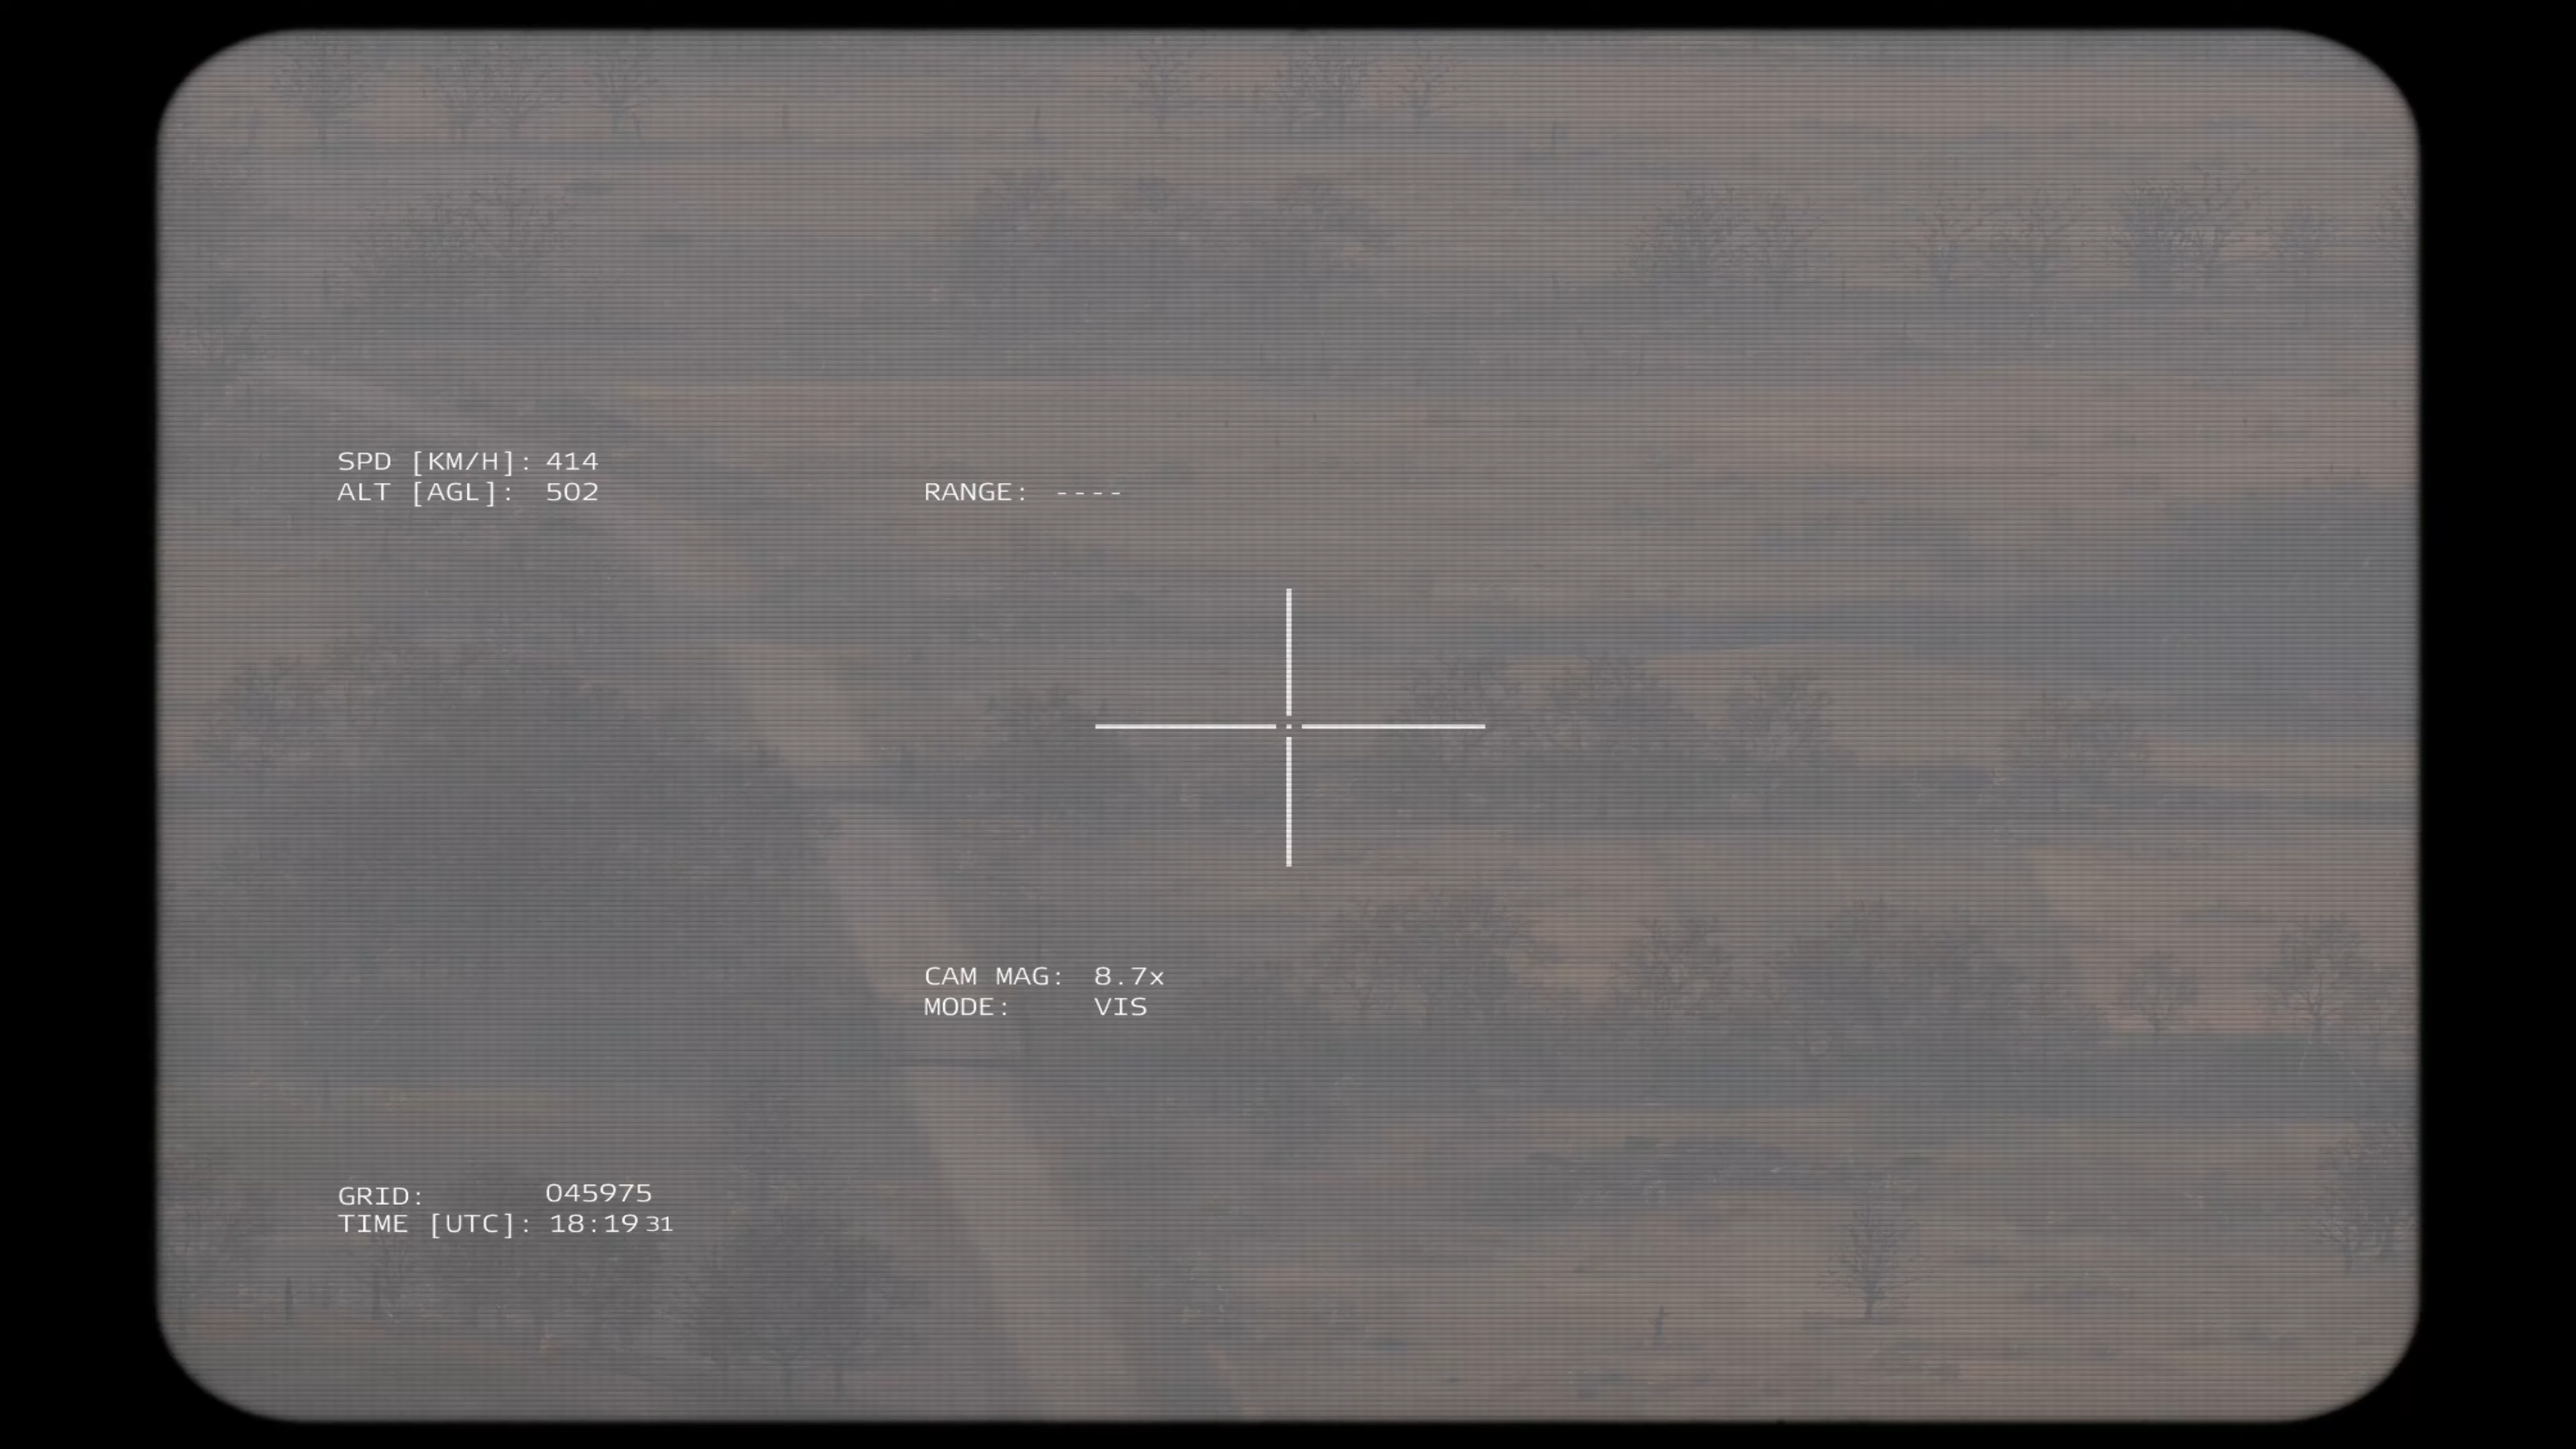 SPD [KM/H]: 414
ALT [AGL]: 502
RANGE: ----
CAM MAG: 8.7x
MODE: VIS
GRID: 045975
TIME [UTC]: 18:19 31